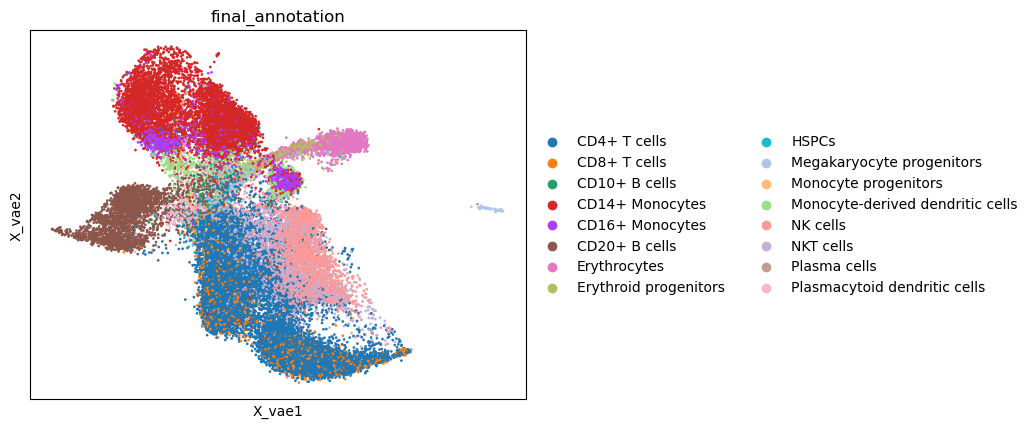 final_annotation
X_vae2
X_vae1
CD4+ T cells
CD8+ T cells
CD10+ B cells
CD14+ Monocytes
CD16+ Monocytes
CD20+ B cells
Erythrocytes
Erythroid progenitors
HSPCs
Megakaryocyte progenitors
Monocyte progenitors
Monocyte-derived dendritic cells
NK cells
NKT cells
Plasma cells
Plasmacytoid dendritic cells